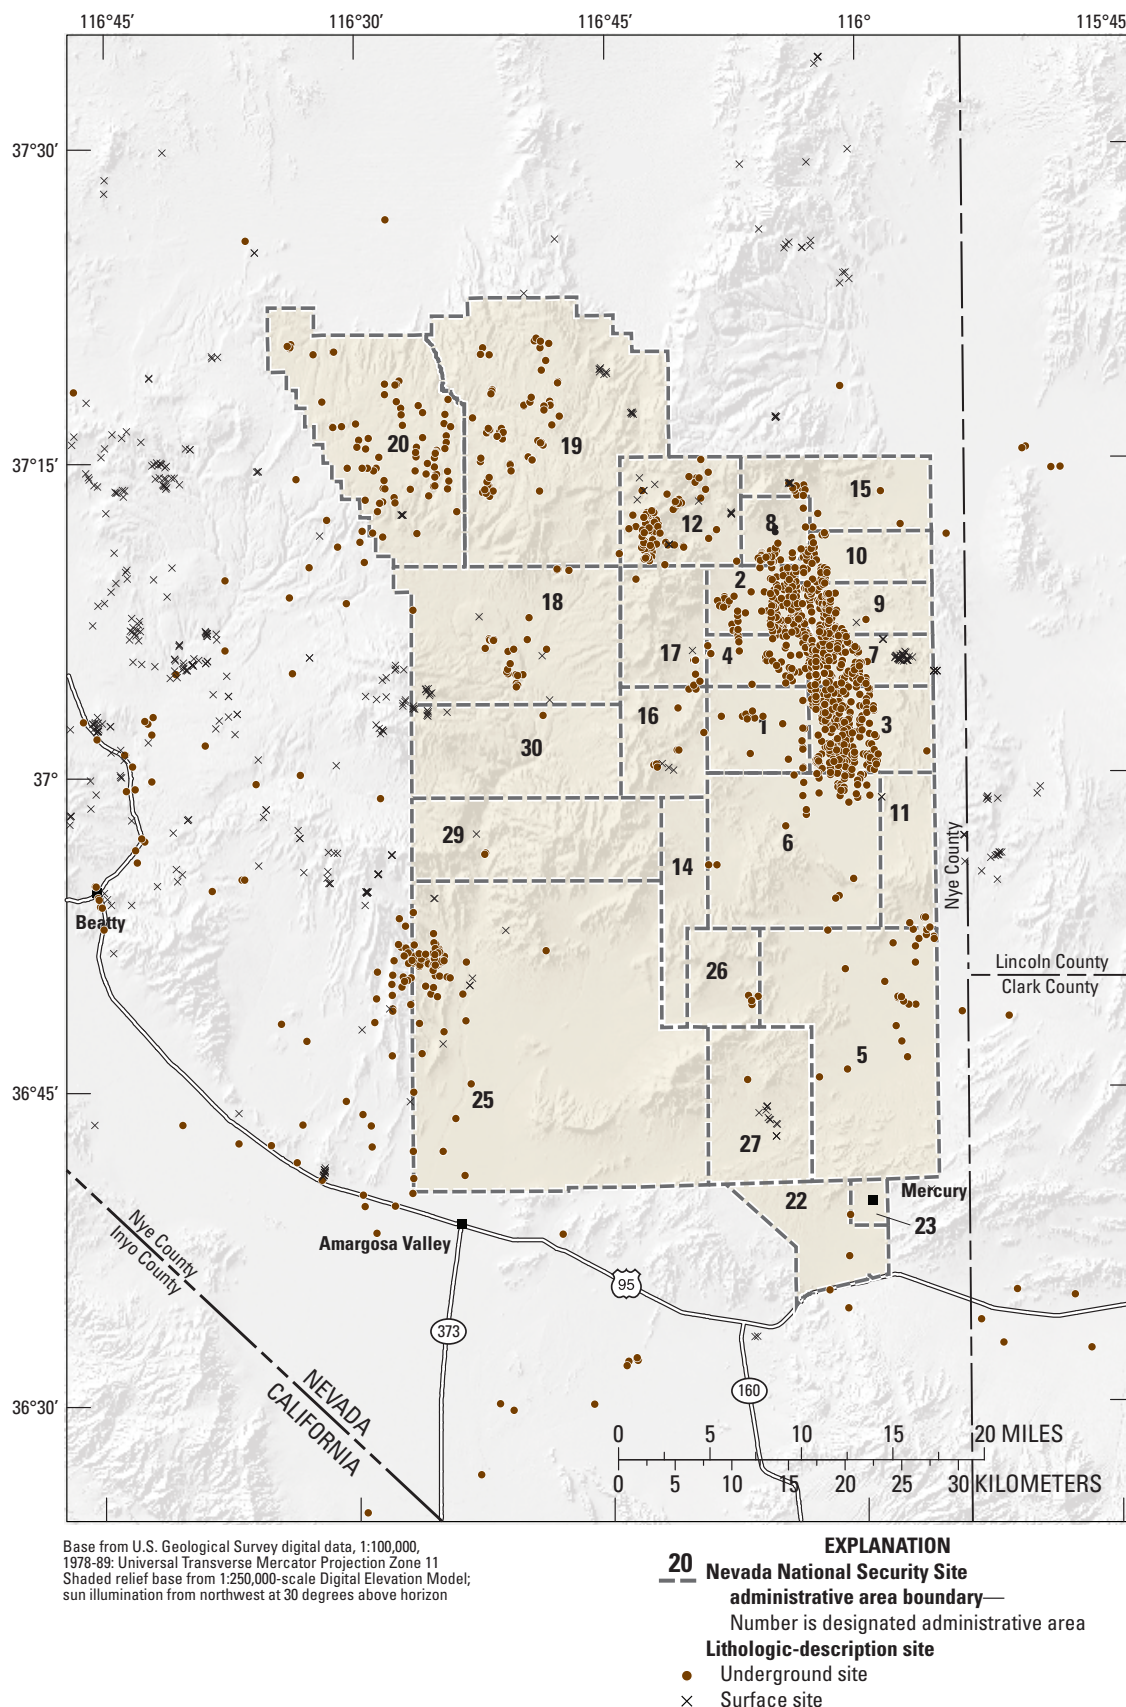 116°45′ 116°30′ 116°45′ 116° 115°45′
37°30′
37°15′
37°
36°45′
36°30′
20
19
15
12
8
10
2
9
18
17
4
7
16
1
3
30
11
29
6
14
Nye County
Beatty
26
Lincoln County
Clark County
5
25
27
22
Mercury
23
Nye County
Inyo County
Amargosa Valley
95
373
160
NEVADA
CALIFORNIA
0 5 10 15 20 MILES
0 5 10 15 20 25 30 KILOMETERS
Base from U.S. Geological Survey digital data, 1:100,000,
1978-89: Universal Transverse Mercator Projection Zone 11
Shaded relief base from 1:250,000-scale Digital Elevation Model;
sun illumination from northwest at 30 degrees above horizon
EXPLANATION
20 Nevada National Security Site
administrative area boundary—
Number is designated administrative area
Lithologic-description site
Underground site
Surface site